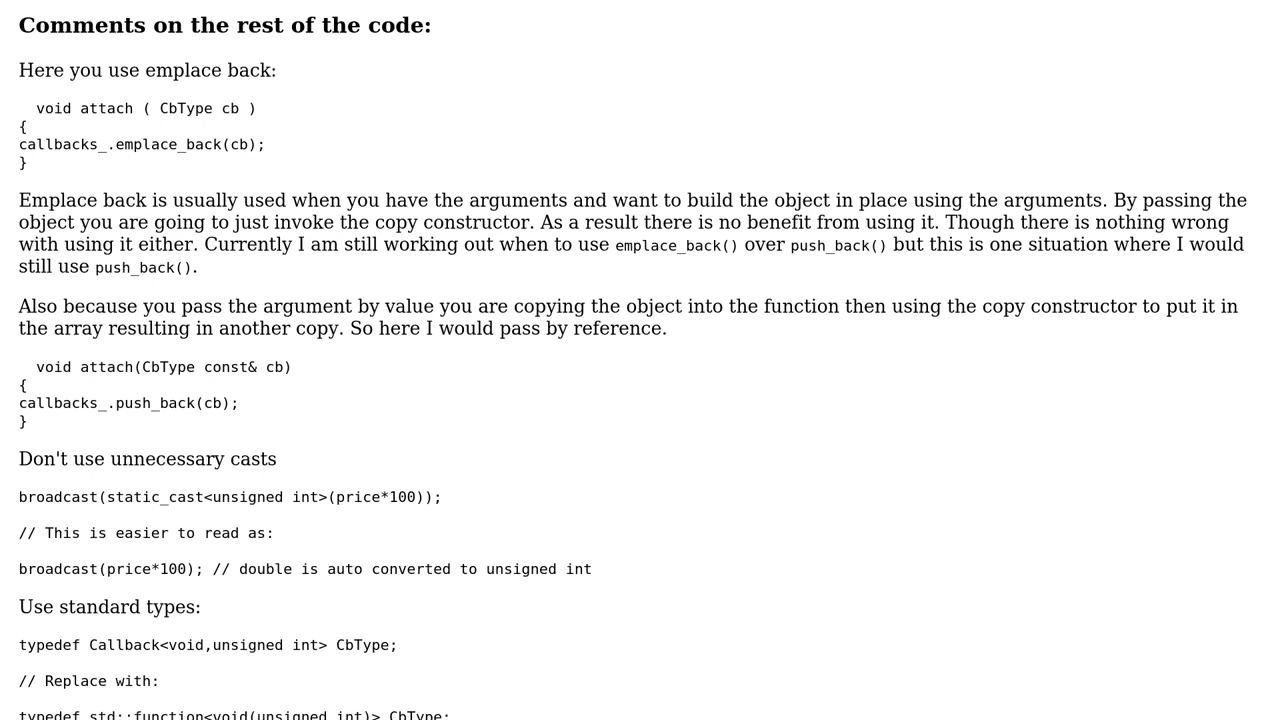 Comments on the rest of the code:
Here you use emplace back:
  void attach ( CbType cb )
{
callbacks_.emplace_back(cb);
}
Emplace back is usually used when you have the arguments and want to build the object in place using the arguments. By passing the
object you are going to just invoke the copy constructor. As a result there is no benefit from using it. Though there is nothing wrong
with using it either. Currently I am still working out when to use emplace_back() over push_back() but this is one situation where I would
still use push_back().
Also because you pass the argument by value you are copying the object into the function then using the copy constructor to put it in
the array resulting in another copy. So here I would pass by reference.
  void attach(CbType const& cb)
{
callbacks_.push_back(cb);
}
Don't use unnecessary casts
broadcast(static_cast<unsigned int>(price*100));
// This is easier to read as:
broadcast(price*100); // double is auto converted to unsigned int
Use standard types:
typedef Callback<void,unsigned int> CbType;
// Replace with:
typedef std::function<void(unsigned int)> CbType;